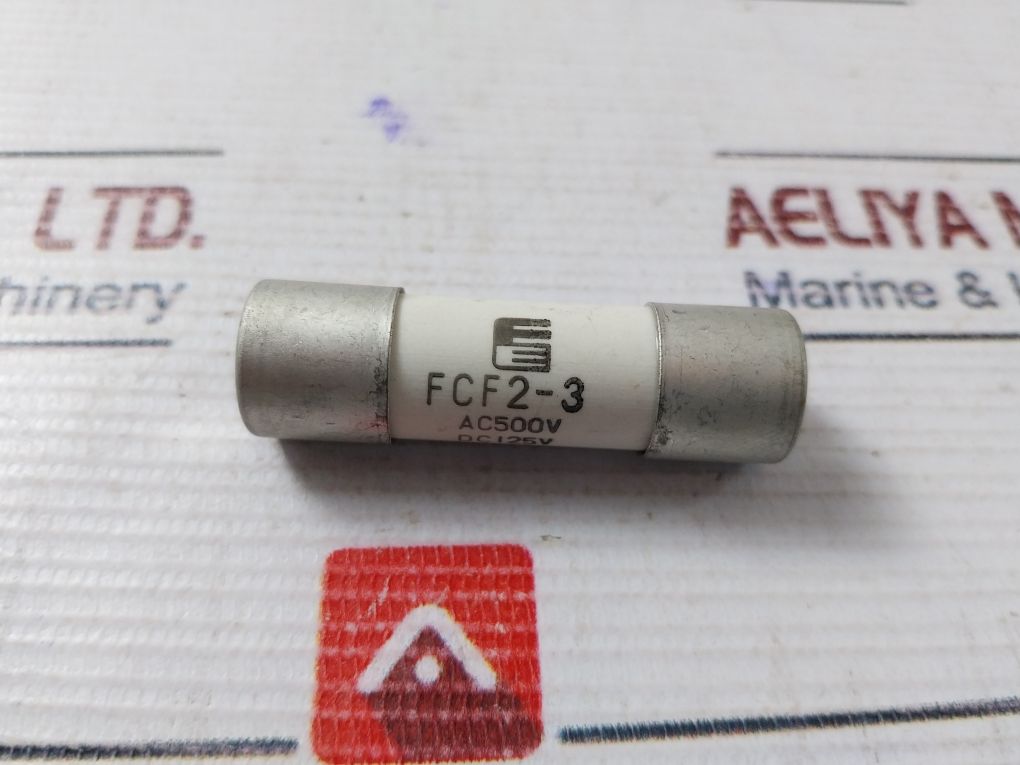 LTD.
hinery
AELIYA M
Marine &
FCF2-3
AC500V
DC125V